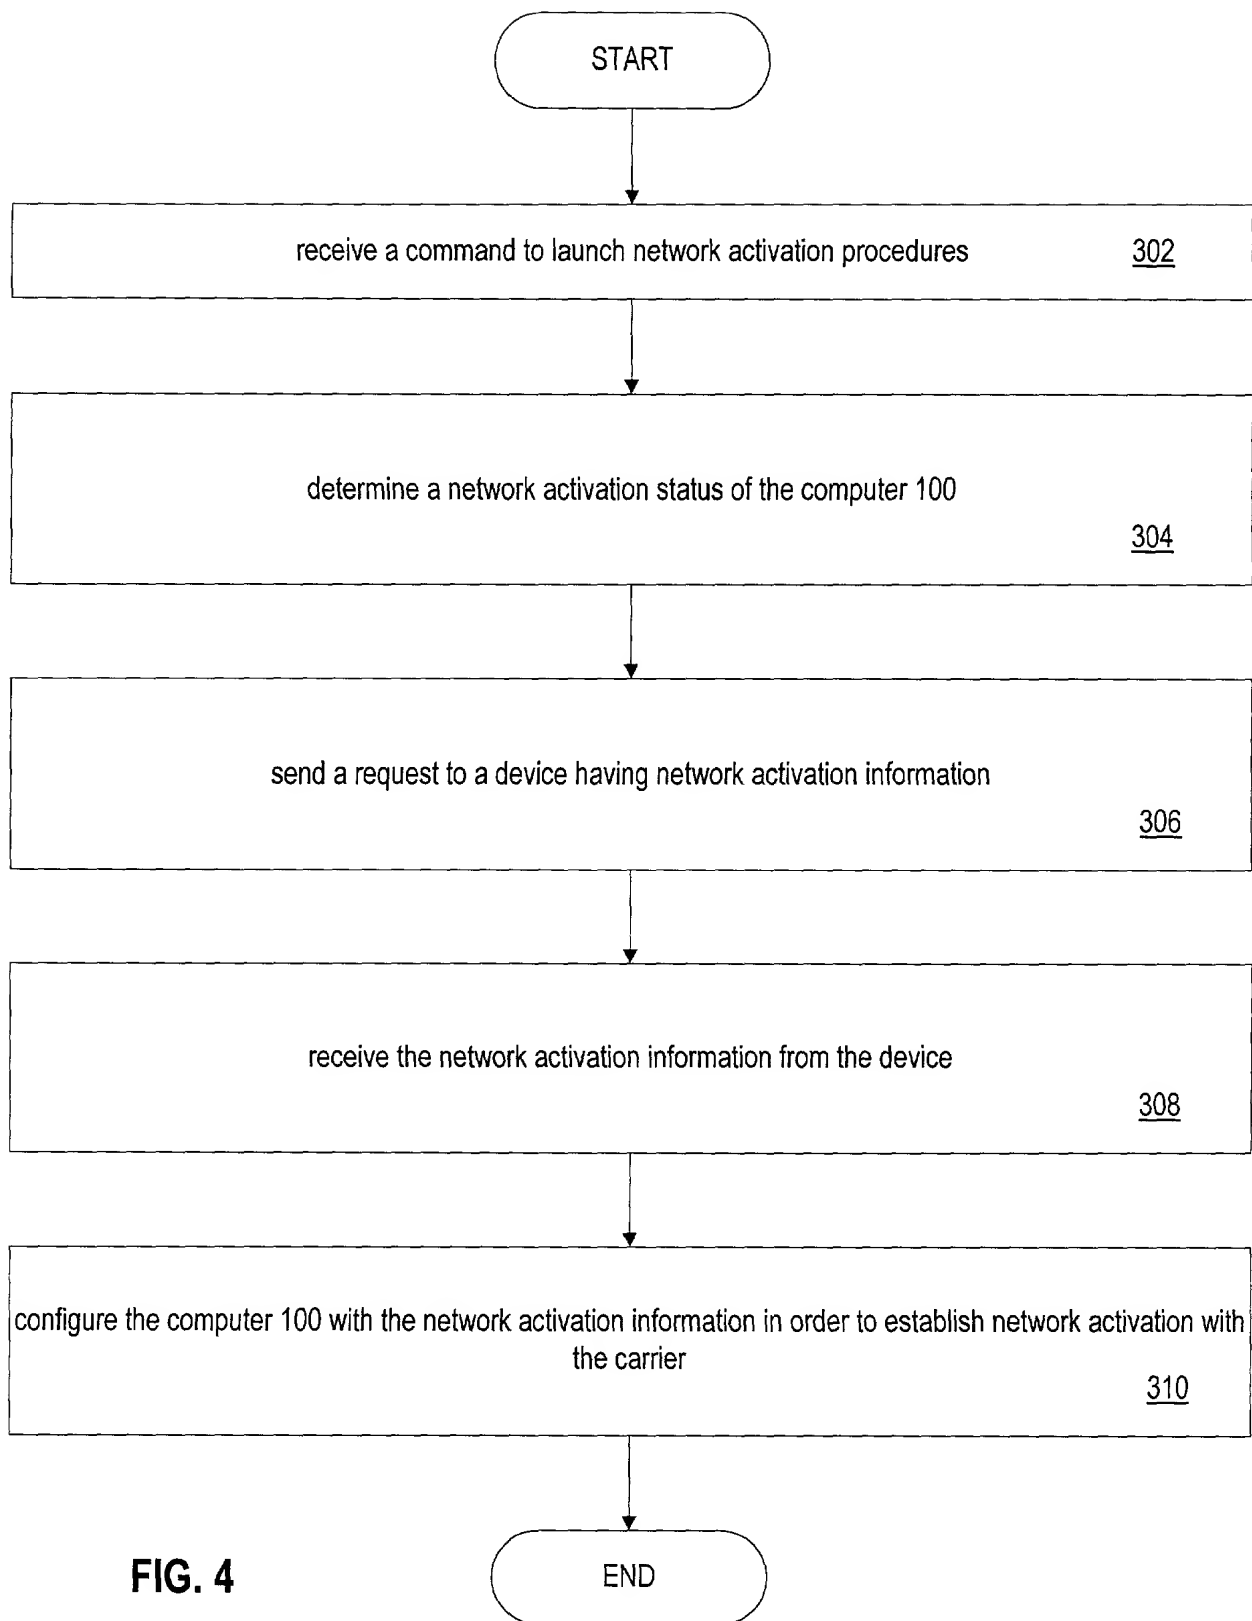 START
receive a command to launch network activation procedures 302
determine a network activation status of the computer 100
304
send a request to a device having network activation information
306
receive the network activation information from the device
308
configure the computer 100 with the network activation information in order to establish network activation with
the carrier
310
FIG. 4
END